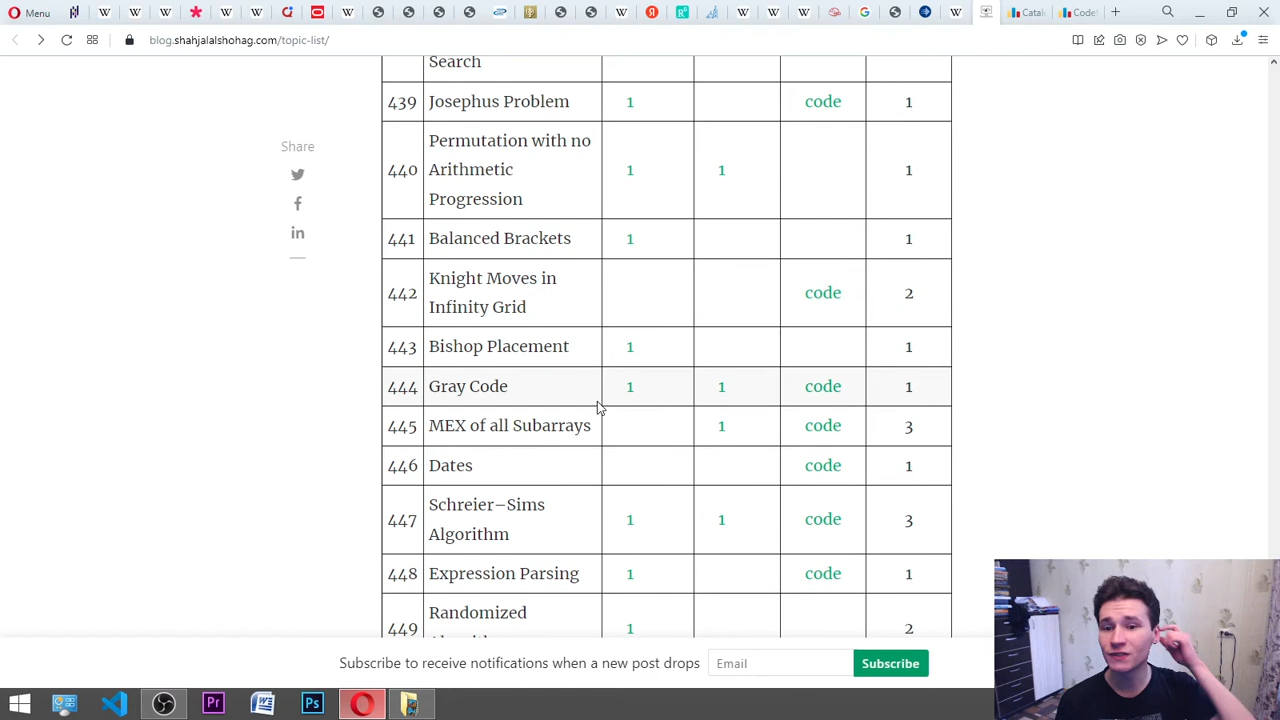 Menu
Catal
Codef
blog.shahjalalshohag.com/topic-list/
Search
439 Josephus Problem 1 code 1
Permutation with no
440 Arithmetic 1 1 1
Progression
441 Balanced Brackets 1 1
Knight Moves in
442 code 2
Infinity Grid
443 Bishop Placement 1 1
444 Gray Code 1 1 code 1
445 MEX of all Subarrays 1 code 3
446 Dates code 1
Schreier–Sims
447 1 1 code 3
Algorithm
448 Expression Parsing 1 code 1
Randomized
449 1 2
Share
Subscribe to receive notifications when a new post drops Email Subscribe